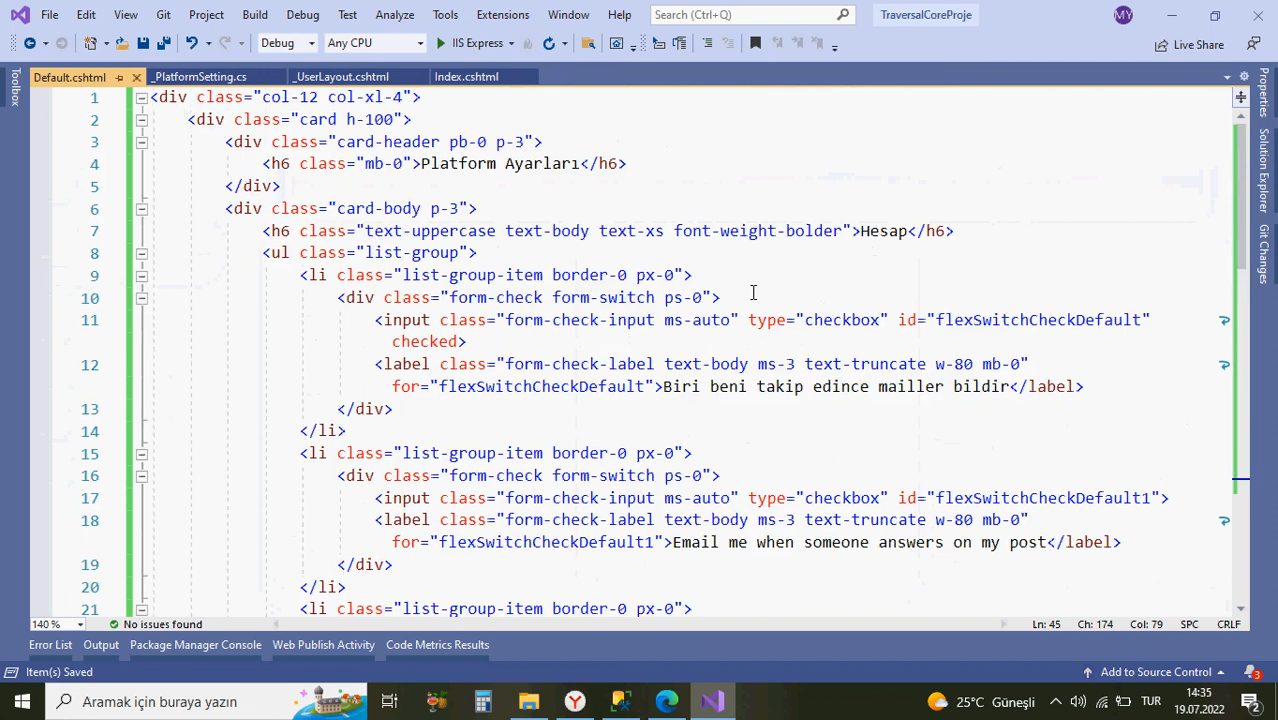 File Edit View Git Project Build Debug Test Analyze Tools Extensions Window Help Search (Ctrl+Q) TraversalCoreProje MY
Debug Any CPU IIS Express Live Share
Default.cshtml _PlatformSetting.cs _UserLayout.cshtml Index.cshtml
Toolbox
Properties
Solution Explorer
Git Changes
1 <div class="col-12 col-xl-4">
2 <div class="card h-100">
3 <div class="card-header pb-0 p-3">
4 <h6 class="mb-0">Platform Ayarları</h6>
5 </div>
6 <div class="card-body p-3">
7 <h6 class="text-uppercase text-body text-xs font-weight-bolder">Hesap</h6>
8 <ul class="list-group">
9 <li class="list-group-item border-0 px-0">
10 <div class="form-check form-switch ps-0">
11 <input class="form-check-input ms-auto" type="checkbox" id="flexSwitchCheckDefault"
checked>
12 <label class="form-check-label text-body ms-3 text-truncate w-80 mb-0"
for="flexSwitchCheckDefault">Biri beni takip edince mailler bildir</label>
13 </div>
14 </li>
15 <li class="list-group-item border-0 px-0">
16 <div class="form-check form-switch ps-0">
17 <input class="form-check-input ms-auto" type="checkbox" id="flexSwitchCheckDefault1">
18 <label class="form-check-label text-body ms-3 text-truncate w-80 mb-0"
for="flexSwitchCheckDefault1">Email me when someone answers on my post</label>
19 </div>
20 </li>
21 <li class="list-group-item border-0 px-0">
140 % No issues found Ln: 45 Ch: 174 Col: 79 SPC CRLF
Error List Output Package Manager Console Web Publish Activity Code Metrics Results
Item(s) Saved Add to Source Control 3
Aramak için buraya yazın 25°C Güneşli TUR 14:35
19.07.2022 2